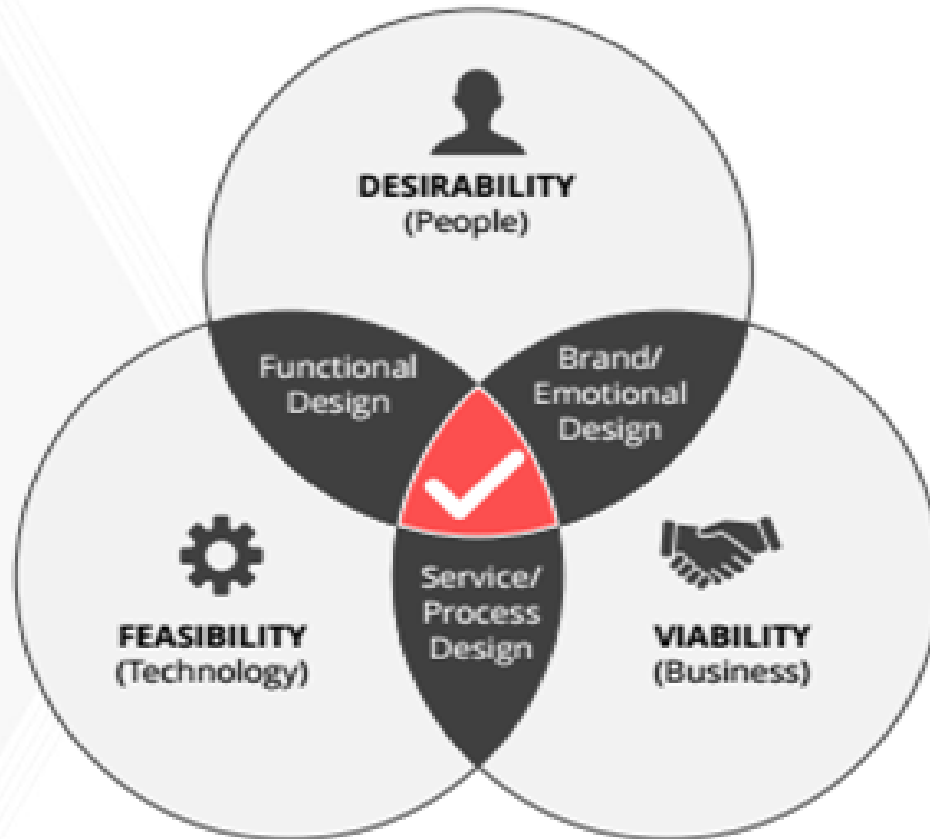 DESIRABILITY
(People)
Functional
Design
Brand/
Emotional
Design
Service/
Process
Design
FEASIBILITY
(Technology)
VIABILITY
(Business)